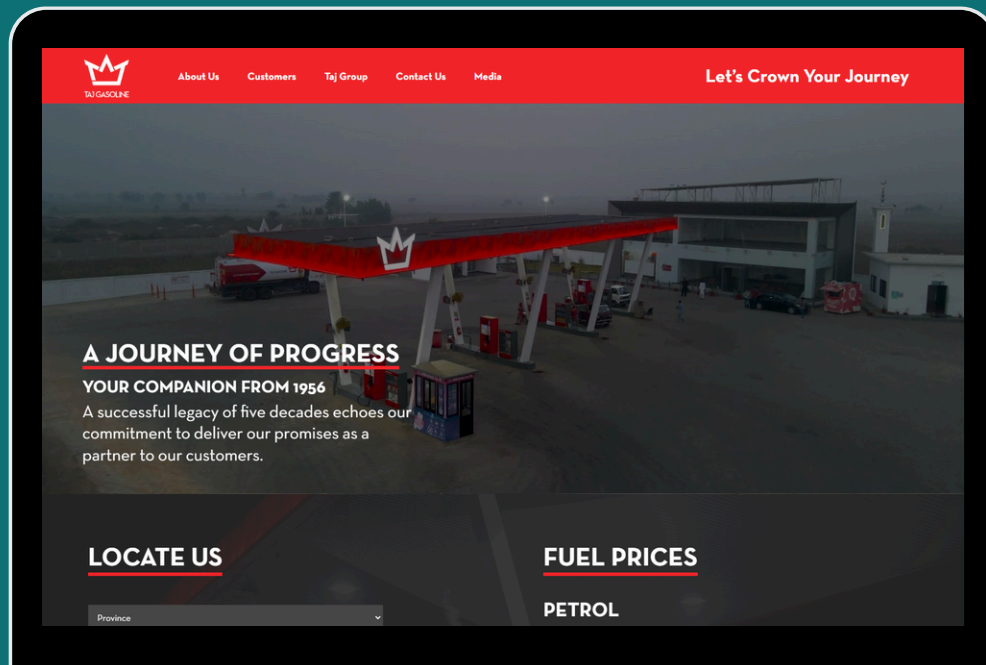 TAJ GASOLINE
About Us Customers Taj Group Contact Us Media
Let's Crown Your Journey
A JOURNEY OF PROGRESS
YOUR COMPANION FROM 1956
A successful legacy of five decades echoes our
commitment to deliver our promises as a
partner to our customers.
LOCATE US
Province
FUEL PRICES
PETROL